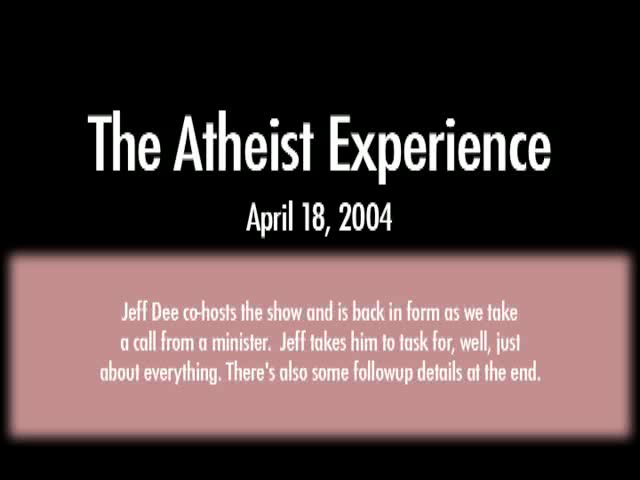 The Atheist Experience
April 18, 2004
Jeff Dee co-hosts the show and is back in form as we take
a call from a minister.  Jeff takes him to task for, well, just
about everything. There's also some followup details at the end.